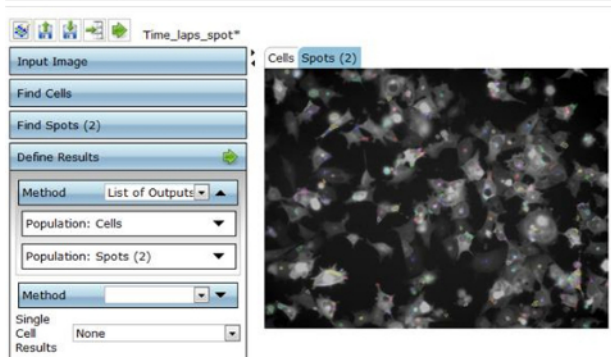 Time_laps_spot*
Input Image
Find Cells
Find Spots (2)
Define Results
Method List of Outputs
Population: Cells
Population: Spots (2)
Method
Single
Cell None
Results
Cells Spots (2)